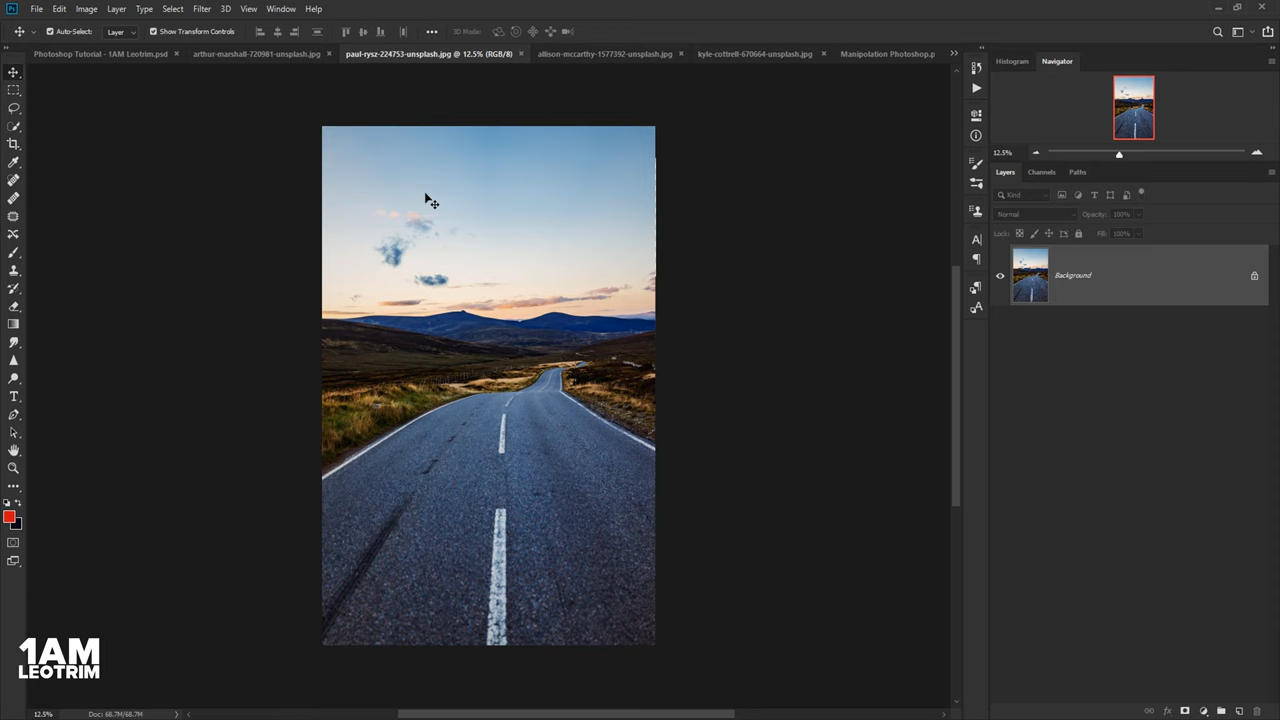 Ps File Edit Image Layer Type Select Filter 3D View Window Help
Auto-Select: Layer Show Transform Controls 3D Mode:
Photoshop Tutorial - 1AM Leotrim.psd arthur-marshall-720981-unsplash.jpg paul-rysz-224753-unsplash.jpg @ 12.5% (RGB/8) allison-mccarthy-1577392-unsplash.jpg kyle-cottrell-670664-unsplash.jpg Manipolation Photoshop.p
Histogram Navigator
12.5%
Layers Channels Paths
Kind
Normal Opacity: 100%
Lock: Fill: 100%
Background
1AM
LEOTRIM
12.5% Doc: 68.7M/68.7M